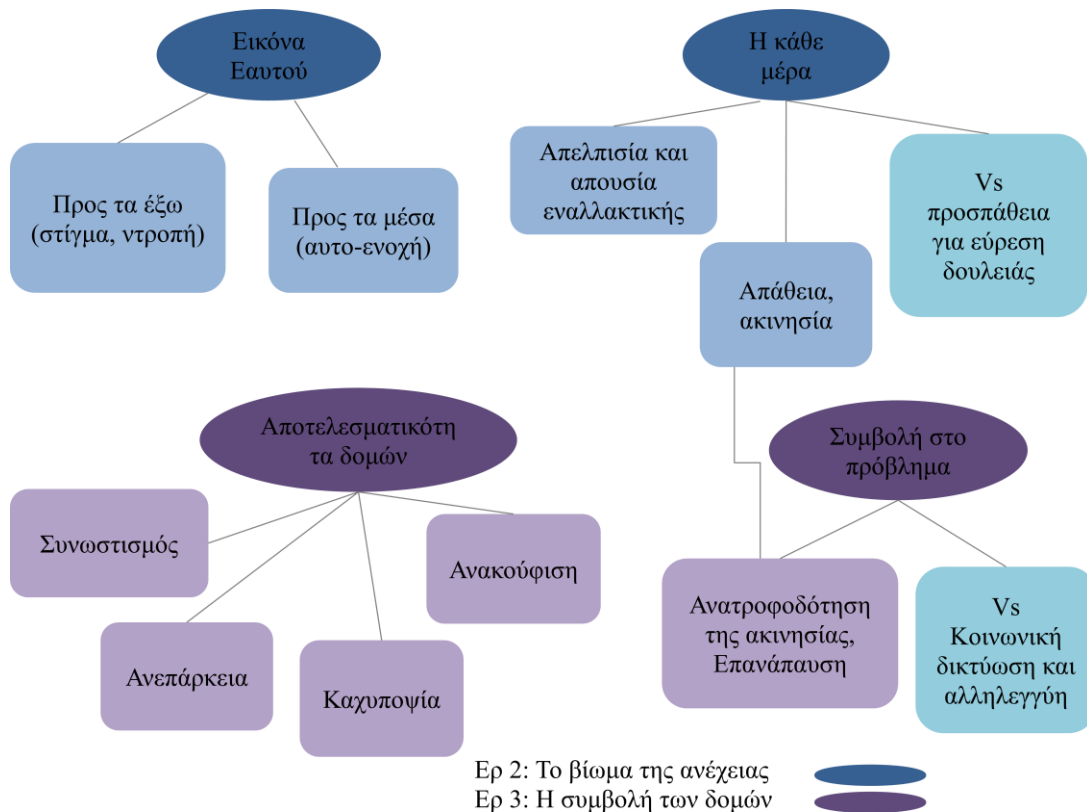 Εικόνα
Εαυτού
Προς τα έξω
(στίγμα, ντροπή)
Προς τα μέσα
(αυτο-ενοχή)
Η κάθε
μέρα
Απελπισία και
απουσία
εναλλακτικής
Απάθεια,
ακινησία
Vs
προσπάθεια
για εύρεση
δουλειάς
Αποτελεσματικότη
τα δομών
Συνωστισμός
Ανεπάρκεια
Καχυποψία
Ανακούφιση
Συμβολή στο
πρόβλημα
Ανατροφοδότηση
της ακινησίας,
Επανάπαυση
Vs
Κοινωνική
δικτύωση και
αλληλεγγύη
Ερ 2: Το βίωμα της ανέχειας
Ερ 3: Η συμβολή των δομών